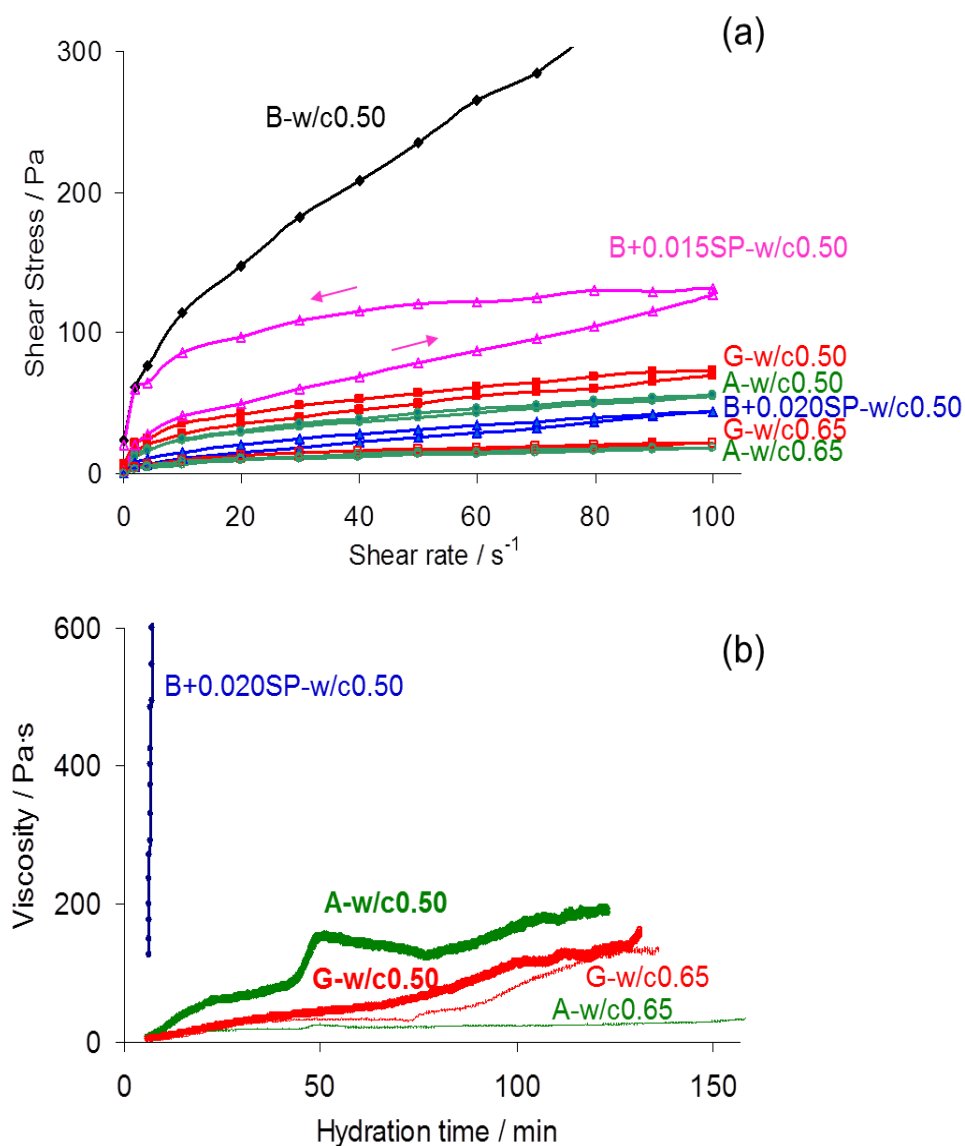 (a)
300
200
100
0
Shear Stress / Pa
B-w/c0.50
B+0.015SP-w/c0.50
G-w/c0.50
A-w/c0.50
B+0.020SP-w/c0.50
G-w/c0.65
A-w/c0.65
0 20 40 60 80 100
Shear rate / s⁻¹
(b)
600
400
200
0
Viscosity / Pa·s
B+0.020SP-w/c0.50
A-w/c0.50
G-w/c0.50
G-w/c0.65
A-w/c0.65
0 50 100 150
Hydration time / min